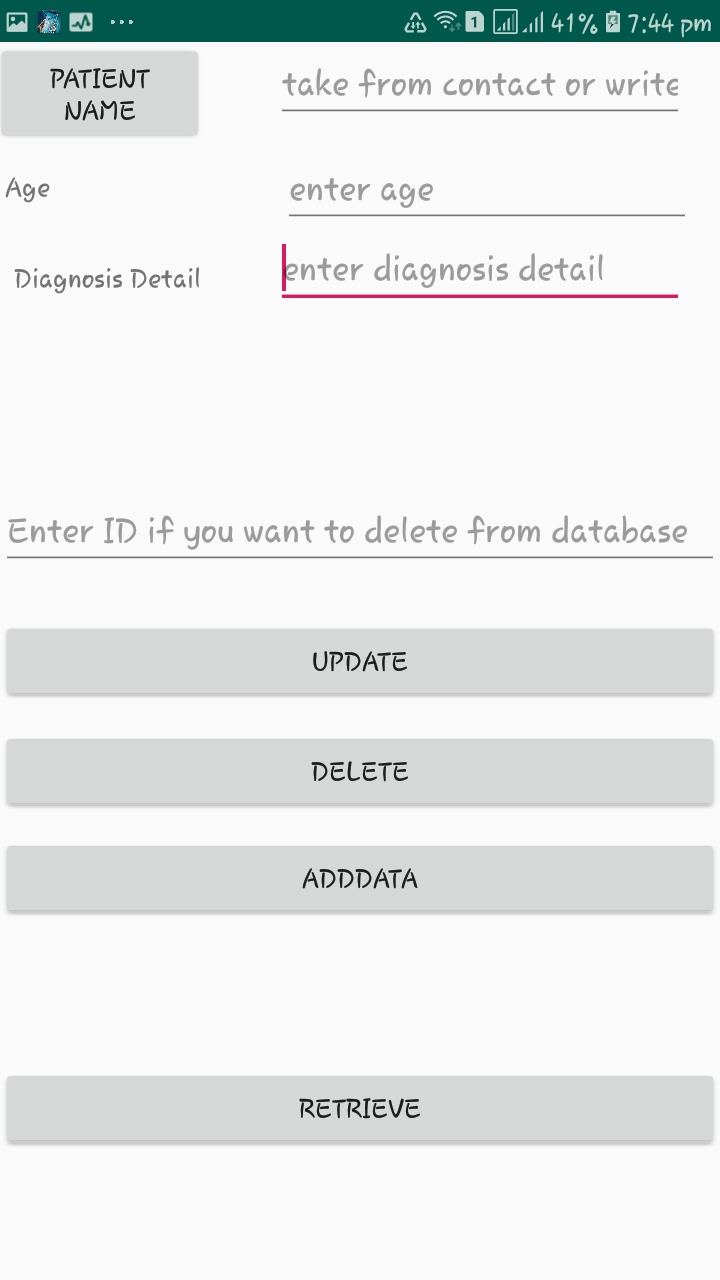 1 41% 7:44 pm
PATIENT
NAME
take from contact or write
Age
enter age
Diagnosis Detail
enter diagnosis detail
Enter ID if you want to delete from database
UPDATE
DELETE
ADDDATA
RETRIEVE